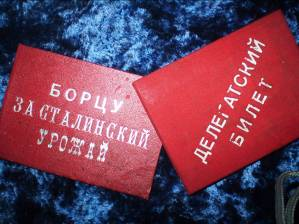 БОРЦУ
ЗА СТАЛИНСКИЙ
УРОЖАЙ
ДЕЛЕГАТСКИЙ
БИЛЕТ